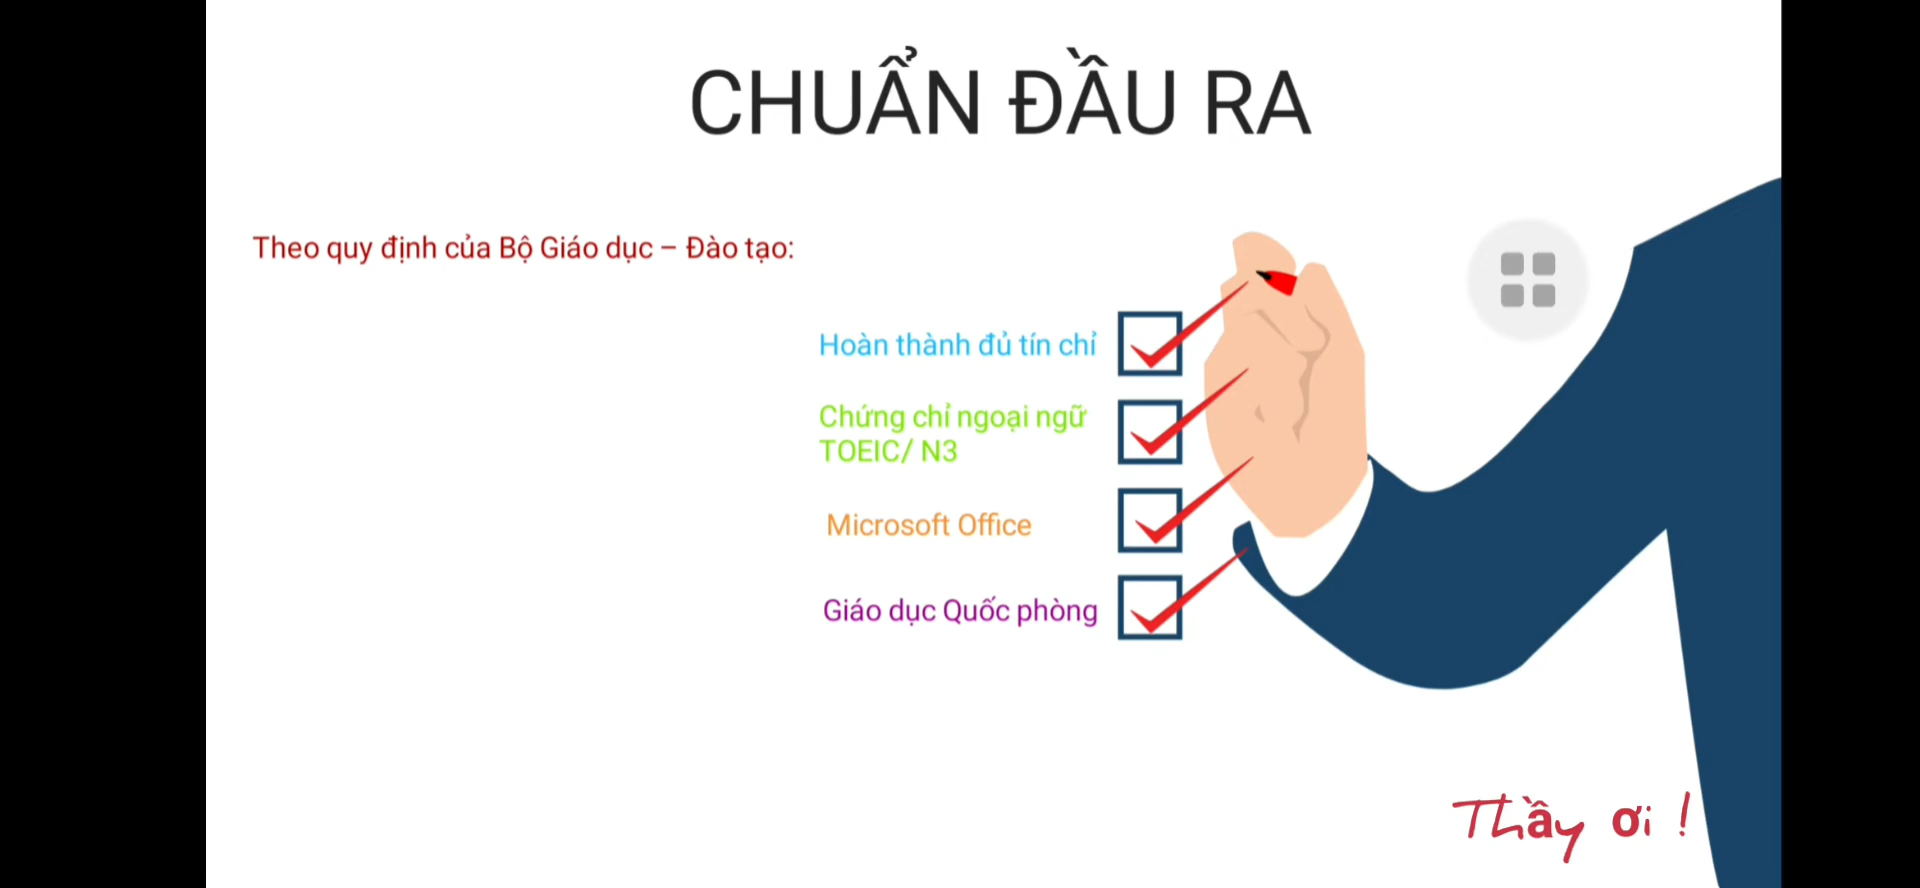 CHUẨN ĐẦU RA
Theo quy định của Bộ Giáo dục – Đào tạo:
Hoàn thành đủ tín chỉ
Chứng chỉ ngoại ngữ
TOEIC/ N3
Microsoft Office
Giáo dục Quốc phòng
Thầy ơi !